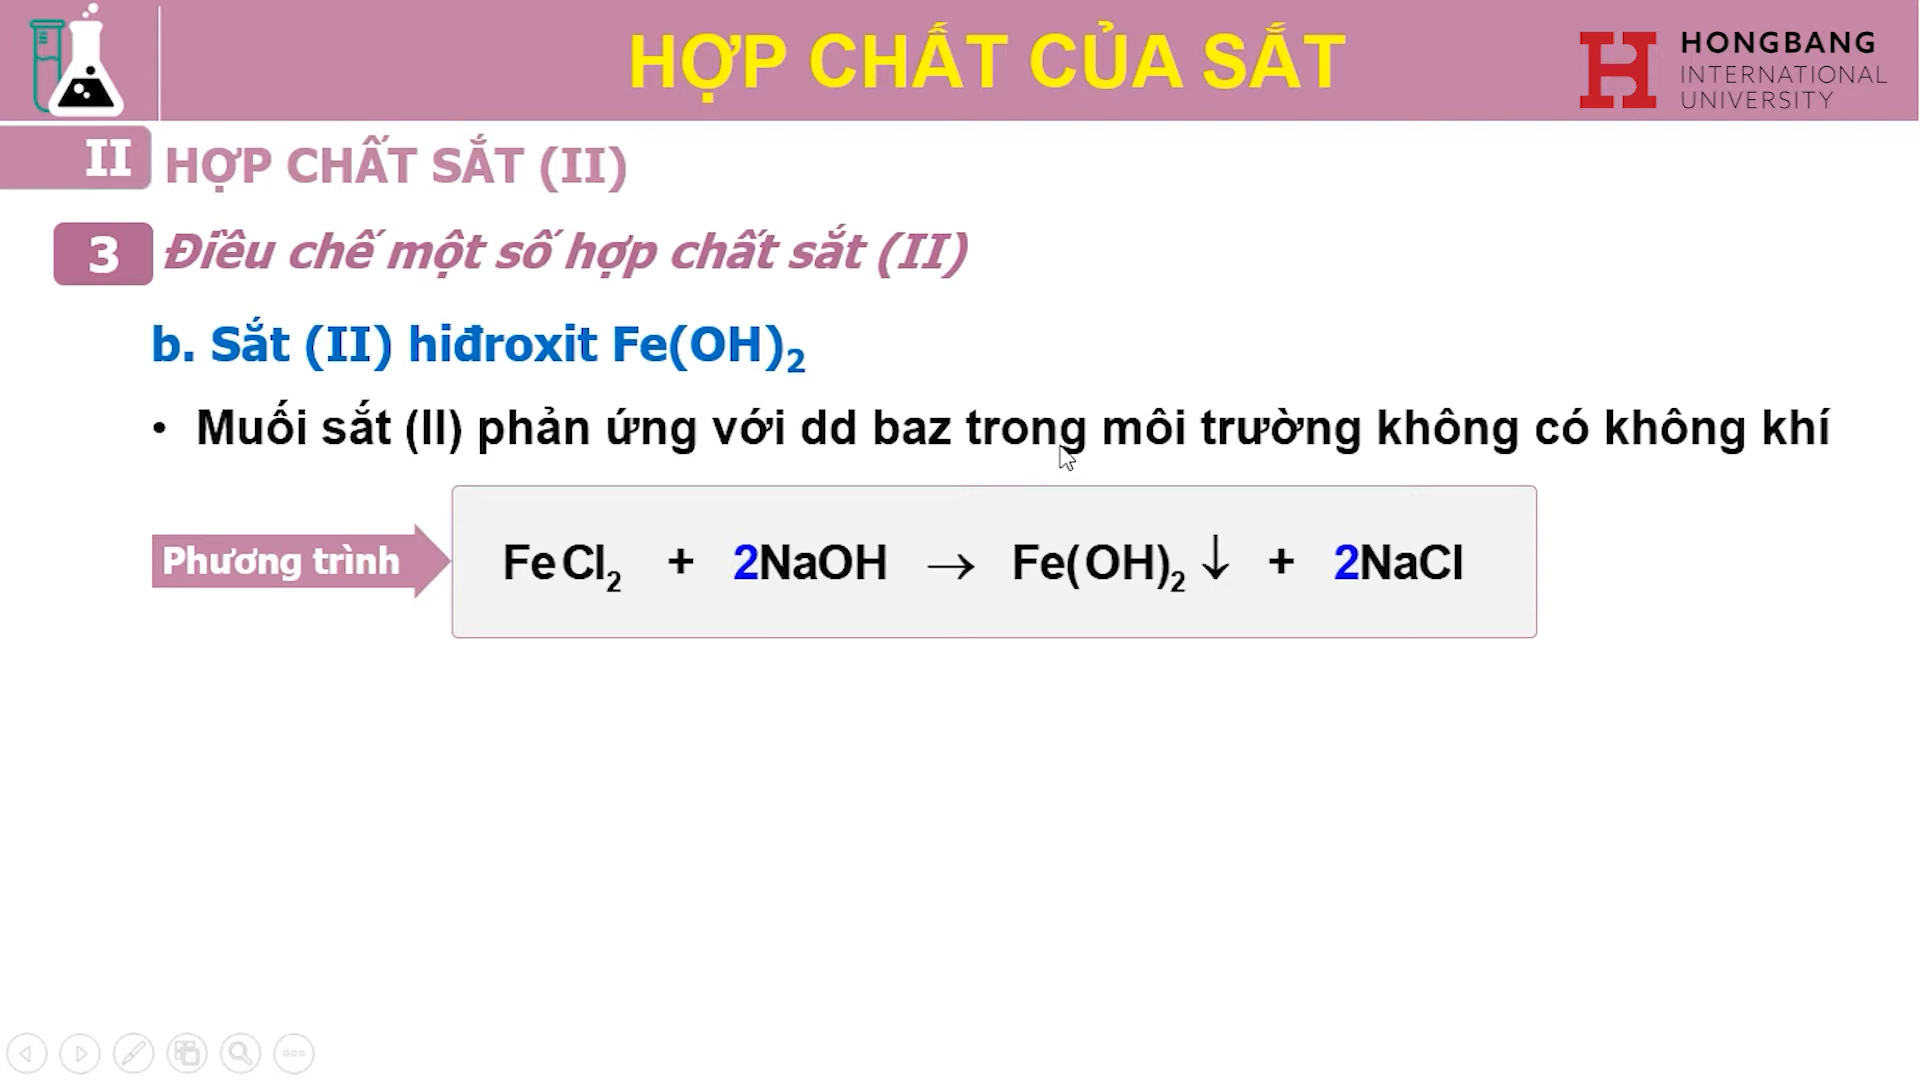 HỢP CHẤT CỦA SẮT
HONGBANG
INTERNATIONAL
UNIVERSITY
II HỢP CHẤT SẮT (II)
3 Điều chế một số hợp chất sắt (II)
b. Sắt (II) hiđroxit Fe(OH)₂
• Muối sắt (II) phản ứng với dd baz trong môi trường không có không khí
Phương trình FeCl₂ + 2NaOH → Fe(OH)₂ ↓ + 2NaCl